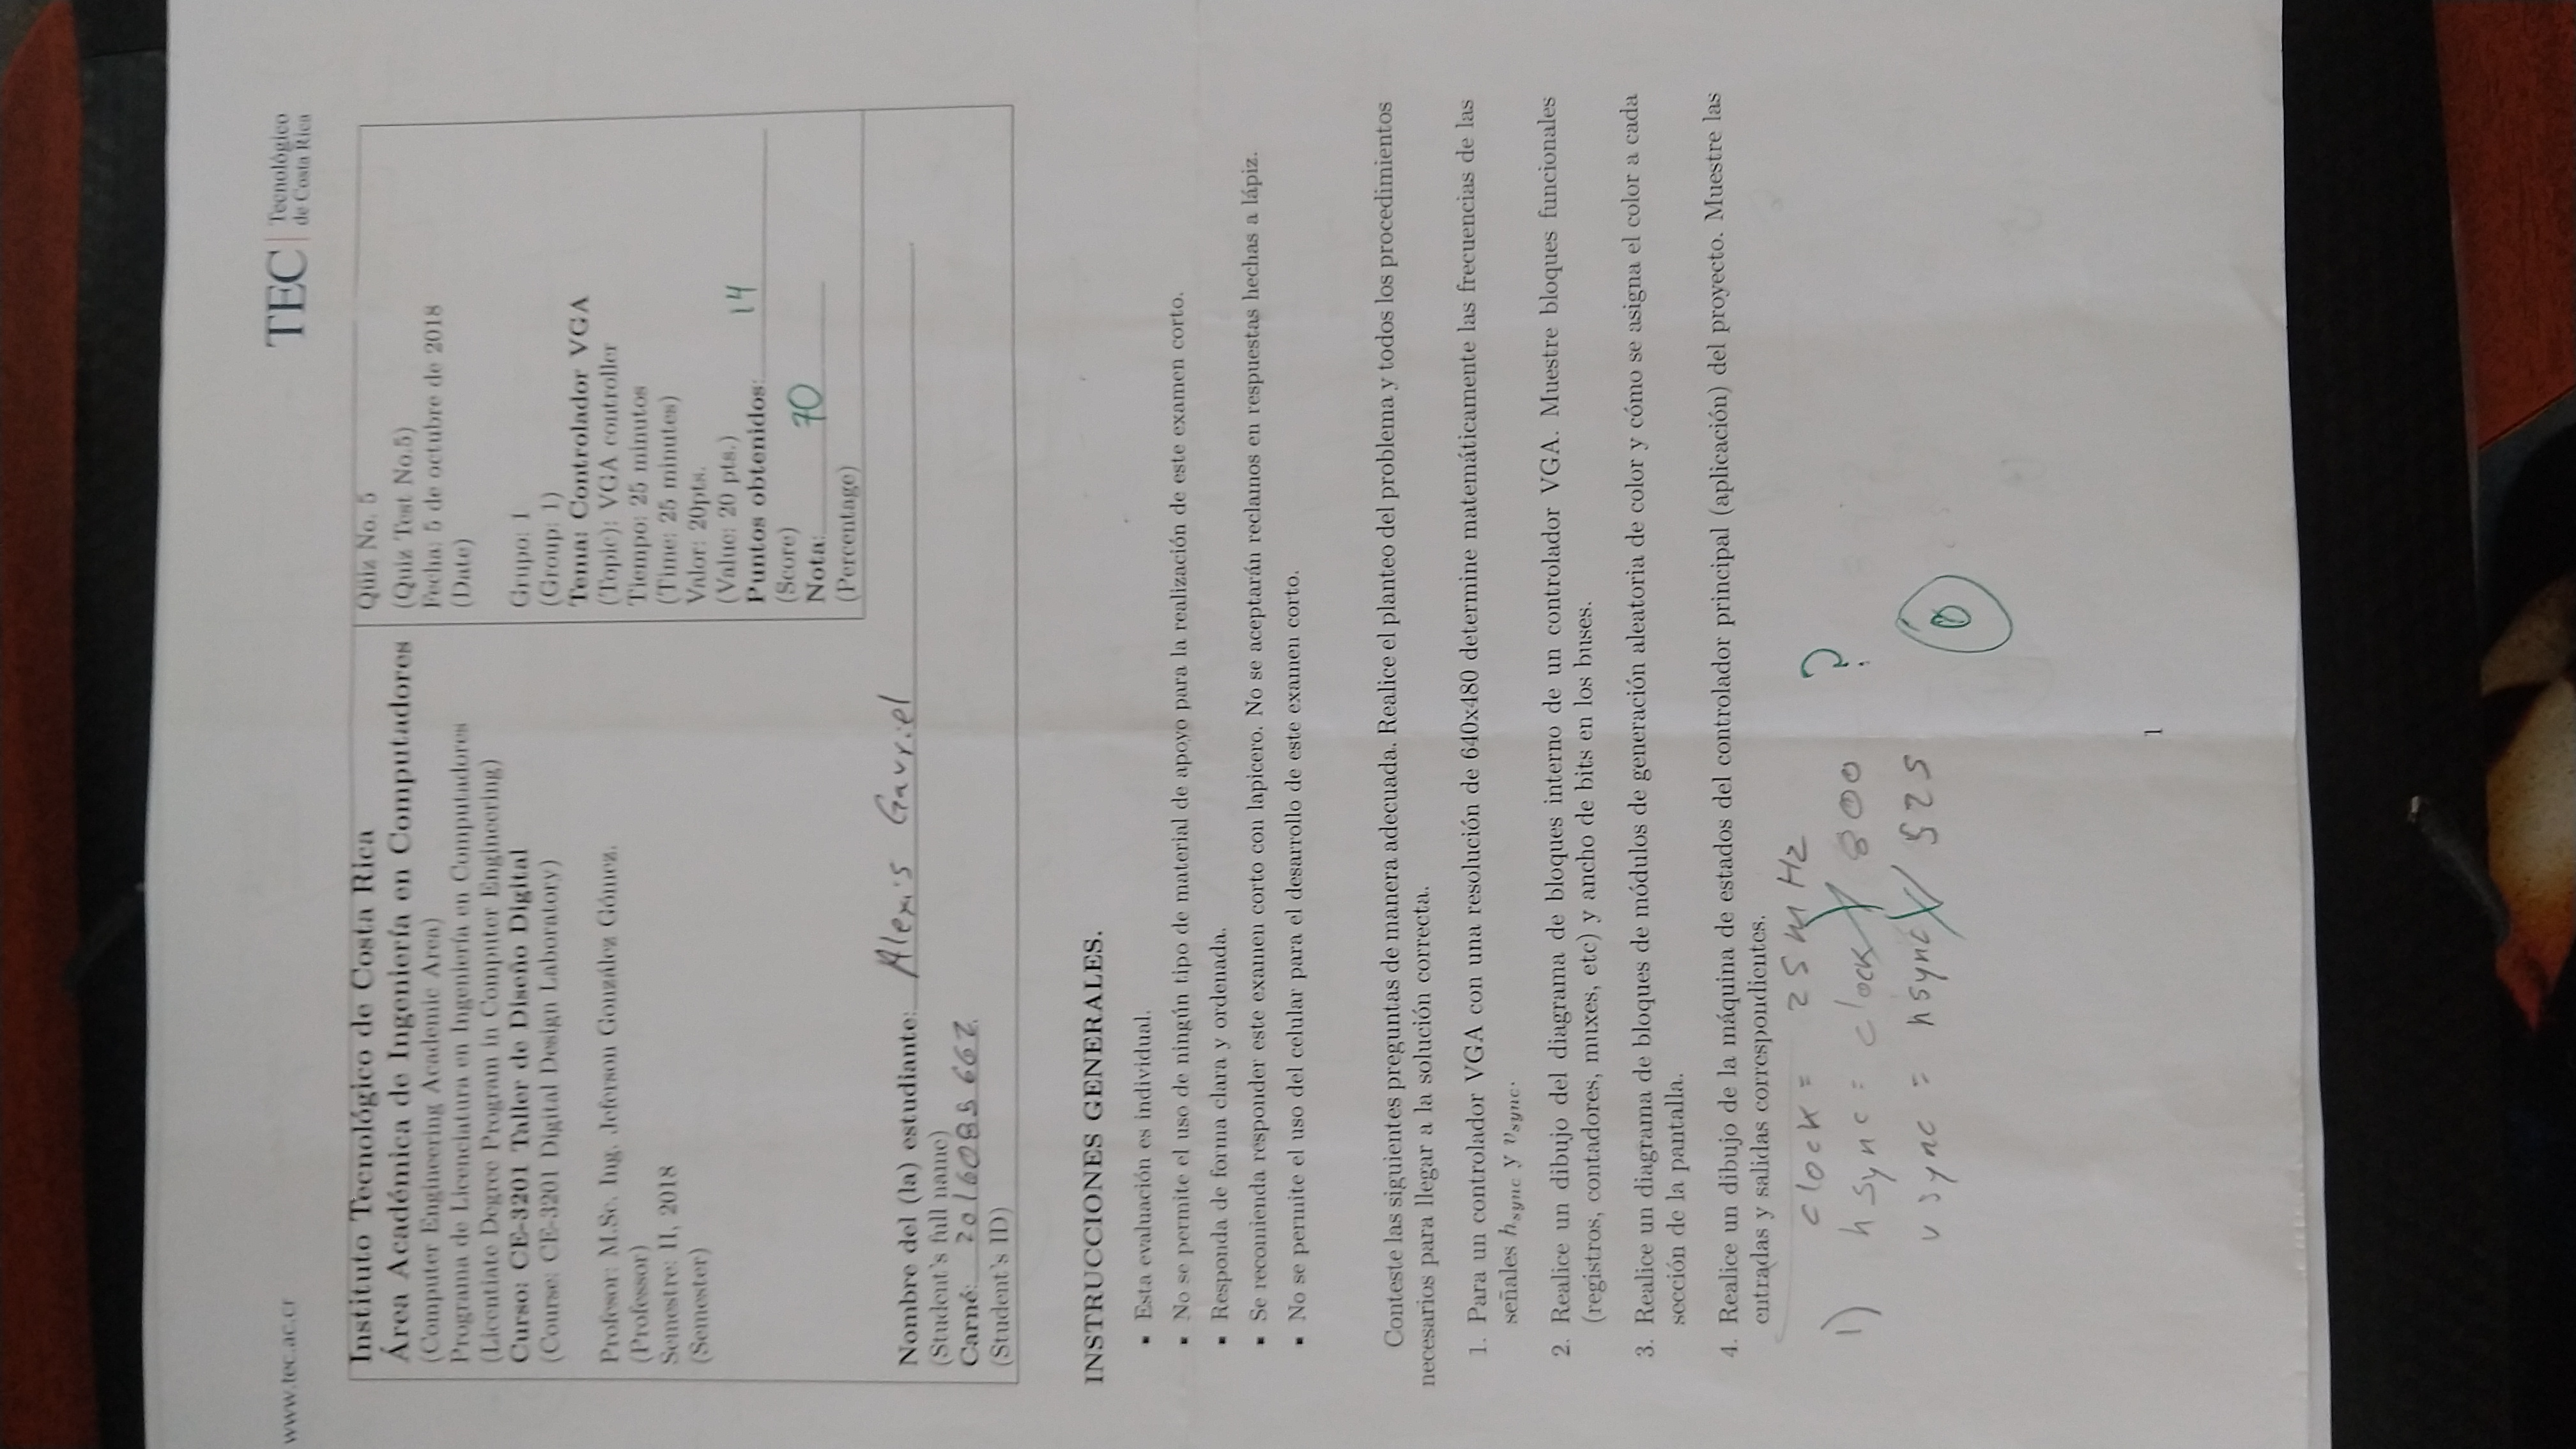 www.tec.ac.cr
TEC Tecnológico
de Costa Rica
Instituto Tecnológico de Costa Rica
Área Académica de Ingeniería en Computadores
(Computer Engineering Academic Area)
Programa de Licenciatura en Ingeniería en Computadores
(Licentiate Degree Program in Computer Engineering)
Curso: CE-3201 Taller de Diseño Digital
(Course: CE-3201 Digital Design Laboratory)
Profesor: M.Sc. Ing. Jeferson González Gómez.
(Professor)
Semestre: II, 2018
(Semester)
Quiz No. 5
(Quiz Test No.5)
Fecha: 5 de octubre de 2018
(Date)
Grupo: 1
(Group: 1)
Tema: Controlador VGA
(Topic): VGA controller
Tiempo: 25 minutos
(Time: 25 minutes)
Valor: 20pts.
(Value: 20 pts.)
Puntos obtenidos: 14
(Score)
Nota: 70
(Percentage)
Nombre del (la) estudiante: Alexis Gavriel
(Student's full name)
Carné: 2016085662.
(Student's ID)
INSTRUCCIONES GENERALES.
▪ Esta evaluación es individual.
▪ No se permite el uso de ningún tipo de material de apoyo para la realización de este examen corto.
▪ Responda de forma clara y ordenada.
▪ Se recomienda responder este examen corto con lapicero. No se aceptarán reclamos en respuestas hechas a lápiz.
▪ No se permite el uso del celular para el desarrollo de este examen corto.
Conteste las siguientes preguntas de manera adecuada. Realice el planteo del problema y todos los procedimientos
necesarios para llegar a la solución correcta.
1. Para un controlador VGA con una resolución de 640x480 determine matemáticamente las frecuencias de las
señales hsync y vsync.
2. Realice un dibujo del diagrama de bloques interno de un controlador VGA. Muestre bloques funcionales
(registros, contadores, muxes, etc) y ancho de bits en los buses.
3. Realice un diagrama de bloques de módulos de generación aleatoria de color y cómo se asigna el color a cada
sección de la pantalla.
4. Realice un dibujo de la máquina de estados del controlador principal (aplicación) del proyecto. Muestre las
entradas y salidas correspondientes.
clock = 25 MHz
1) hsync = clock / 800 ?
vsync = hsync / 525
0
1